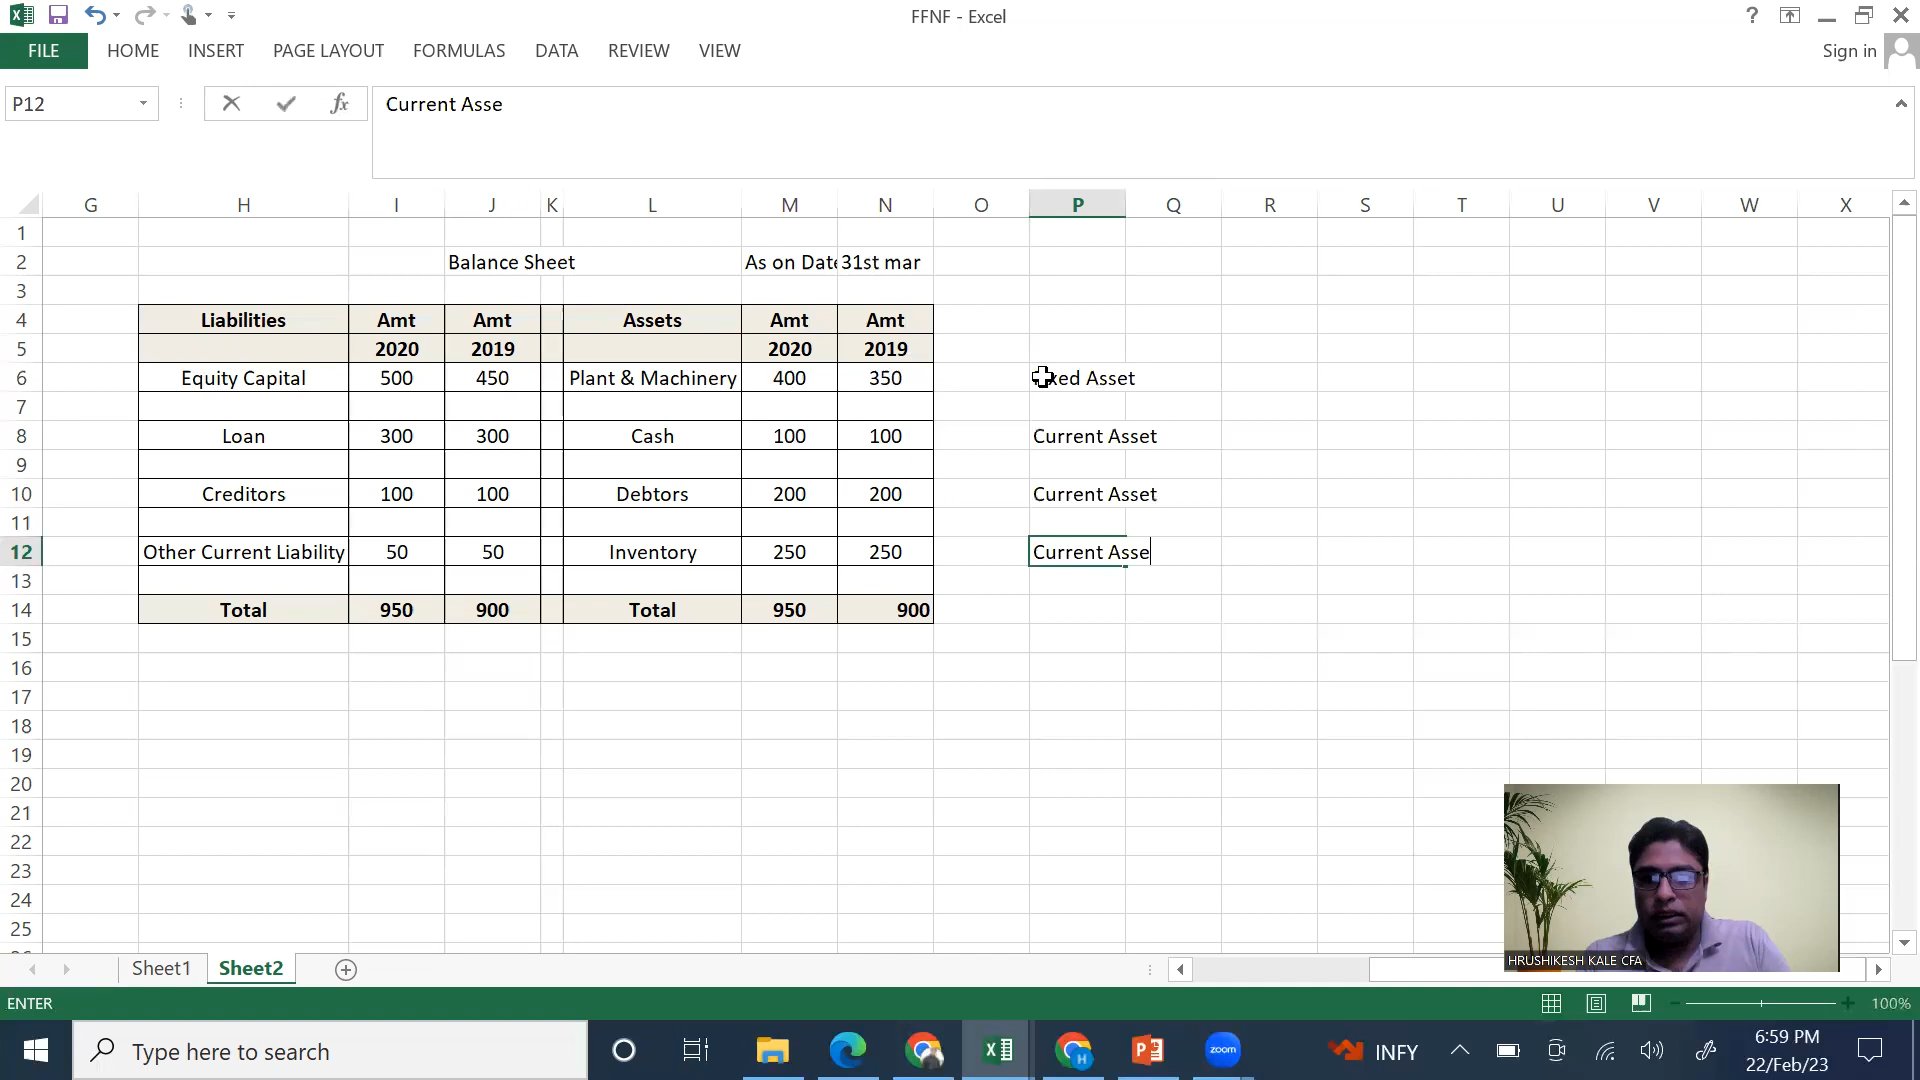 FFNF - Excel
?
FILE HOME INSERT PAGE LAYOUT FORMULAS DATA REVIEW VIEW
Sign in
P12
fx
Current Asse
G H I J K L M N O P Q R S T U V W X
1
2 Balance Sheet As on Date 31st mar
3
4 Liabilities Amt Amt Assets Amt Amt
5 2020 2019 2020 2019
6 Equity Capital 500 450 Plant & Machinery 400 350 xed Asset
7
8 Loan 300 300 Cash 100 100 Current Asset
9
10 Creditors 100 100 Debtors 200 200 Current Asset
11
12 Other Current Liability 50 50 Inventory 250 250 Current Asse
13
14 Total 950 900 Total 950 900
15
16
17
18
19
20
21
22
23
24
25
HRUSHIKESH KALE CFA
Sheet1 Sheet2
ENTER
100%
Type here to search
H
zoom
INFY
6:59 PM
22/Feb/23